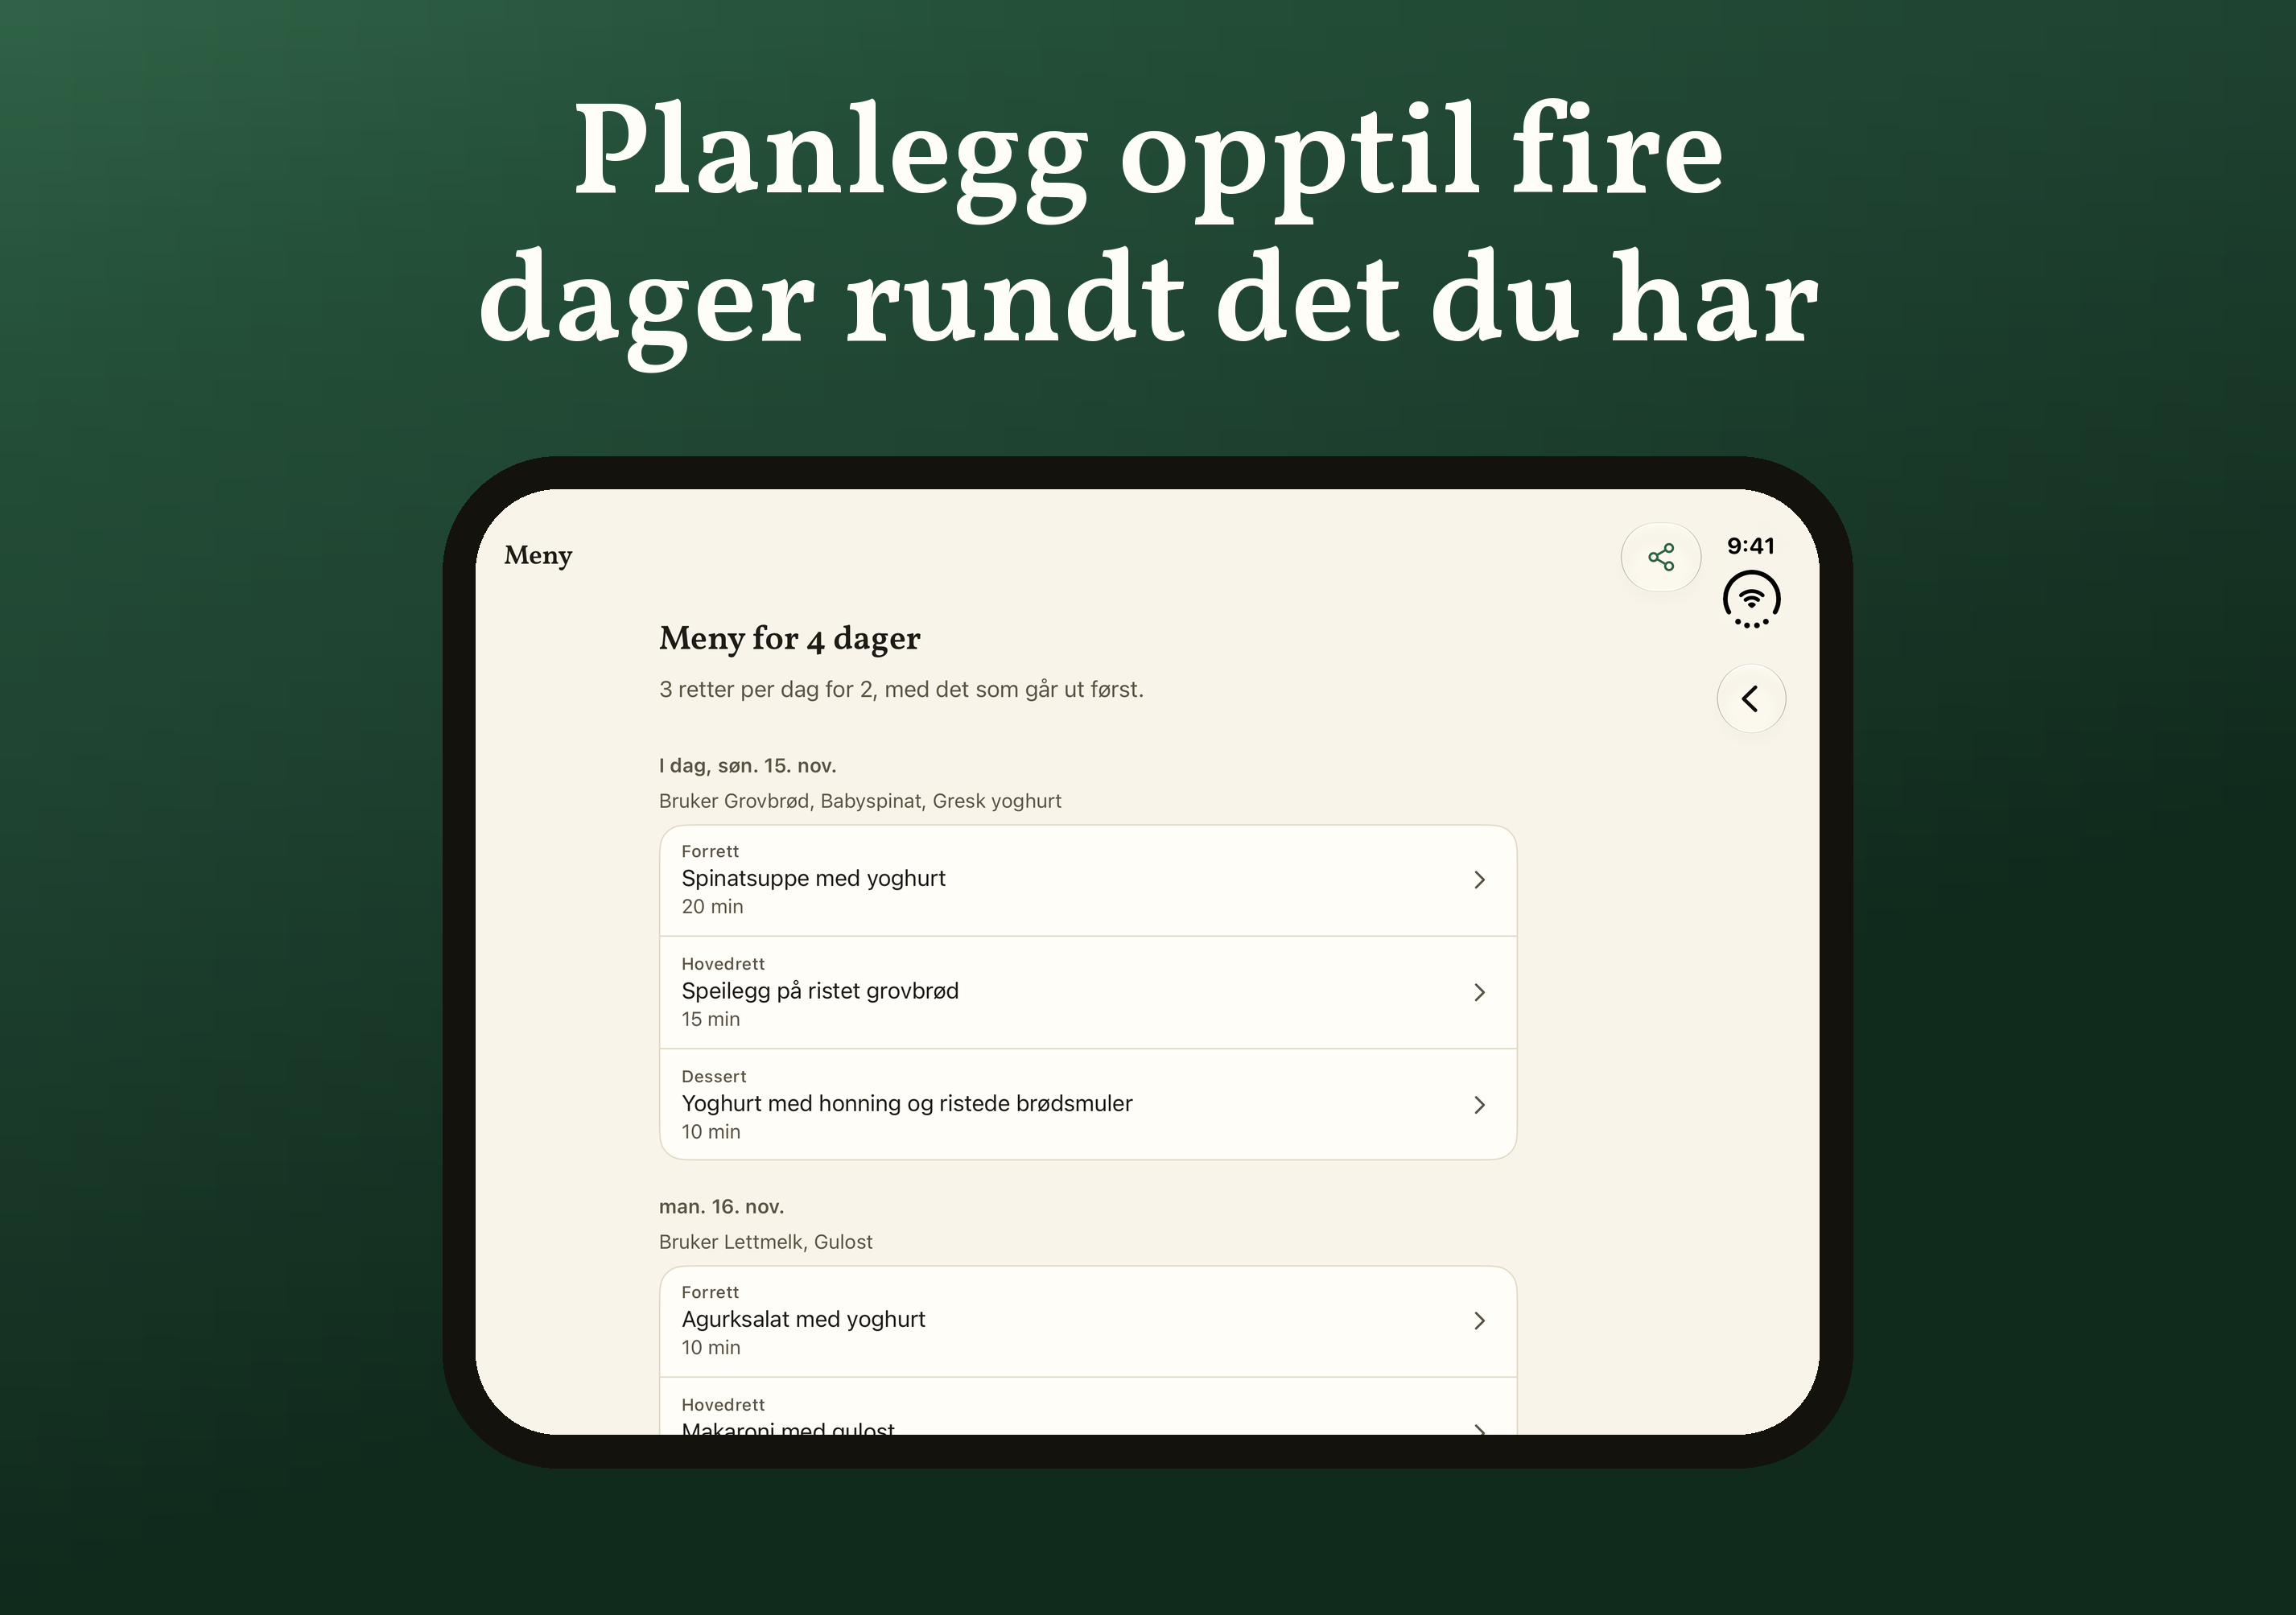 Planlegg opptil fire
dager rundt det du har
Meny
9:41
Meny for 4 dager
3 retter per dag for 2, med det som går ut først.
I dag, søn. 15. nov.
Bruker Grovbrød, Babyspinat, Gresk yoghurt
Forrett
Spinatsuppe med yoghurt
20 min
Hovedrett
Speilegg på ristet grovbrød
15 min
Dessert
Yoghurt med honning og ristede brødsmuler
10 min
man. 16. nov.
Bruker Lettmelk, Gulost
Forrett
Agurksalat med yoghurt
10 min
Hovedrett
Makaroni med gulost